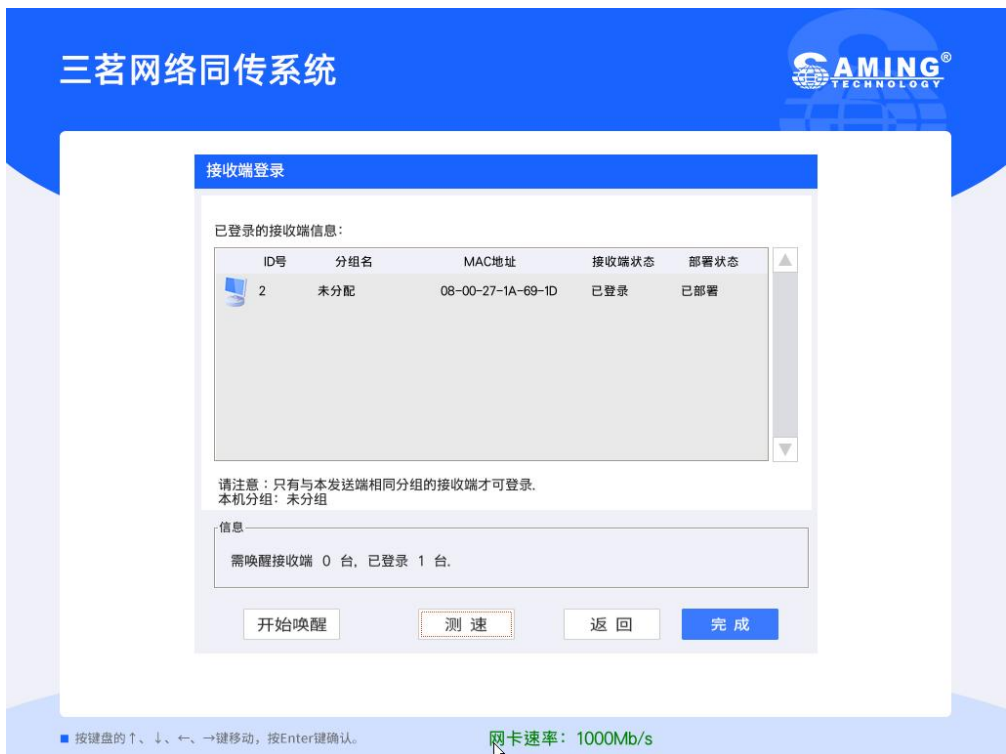 三茗网络同传系统
SAMING®
TECHNOLOGY
接收端登录
已登录的接收端信息：
ID号 分组名 MAC地址 接收端状态 部署状态
2 未分配 08-00-27-1A-69-1D 已登录 已部署
请注意：只有与本发送端相同分组的接收端才可登录.
本机分组：未分组
信息
需唤醒接收端 0 台，已登录 1 台.
开始唤醒 测 速 返 回 完 成
按键盘的↑、↓、←、→键移动，按Enter键确认。 网卡速率：1000Mb/s